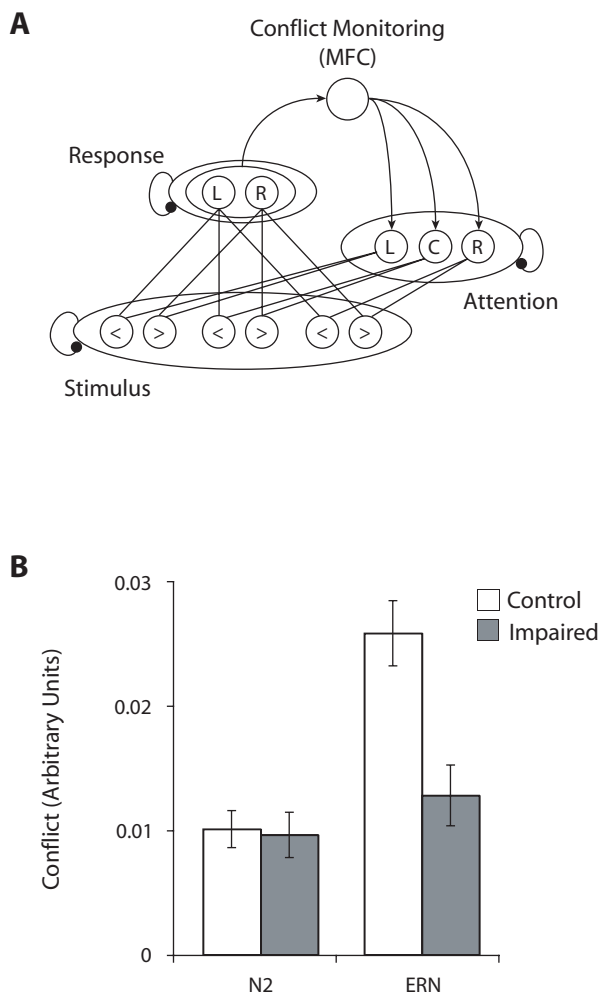 A
Conflict Monitoring
(MFC)
Response
L R
L C R
Attention
< > < > < >
Stimulus
B
0.03
Control
Impaired
0.02
Conflict (Arbitrary Units)
0.01
0
N2 ERN